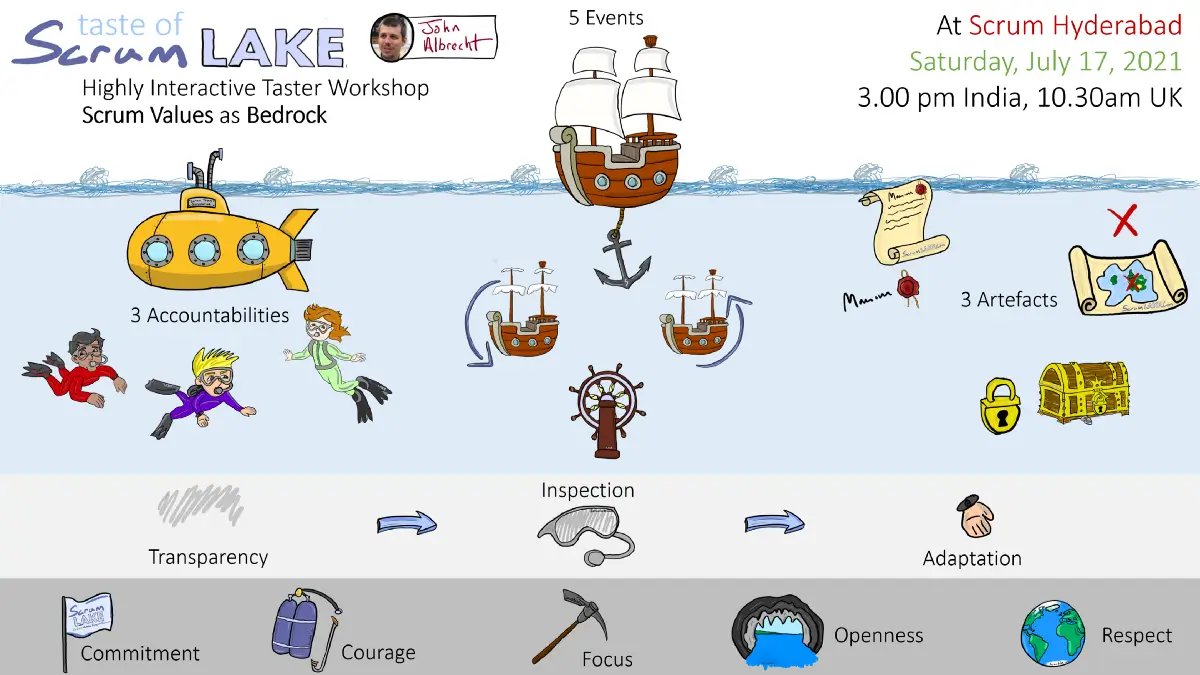 taste of
Scrum LAKE
John
Albrecht
Highly Interactive Taster Workshop
Scrum Values as Bedrock
5 Events
At Scrum Hyderabad
Saturday, July 17, 2021
3.00 pm India, 10.30am UK
3 Accountabilities
3 Artefacts
Transparency
Inspection
Adaptation
Scrum
LAKE
Commitment
Courage
Focus
Openness
Respect